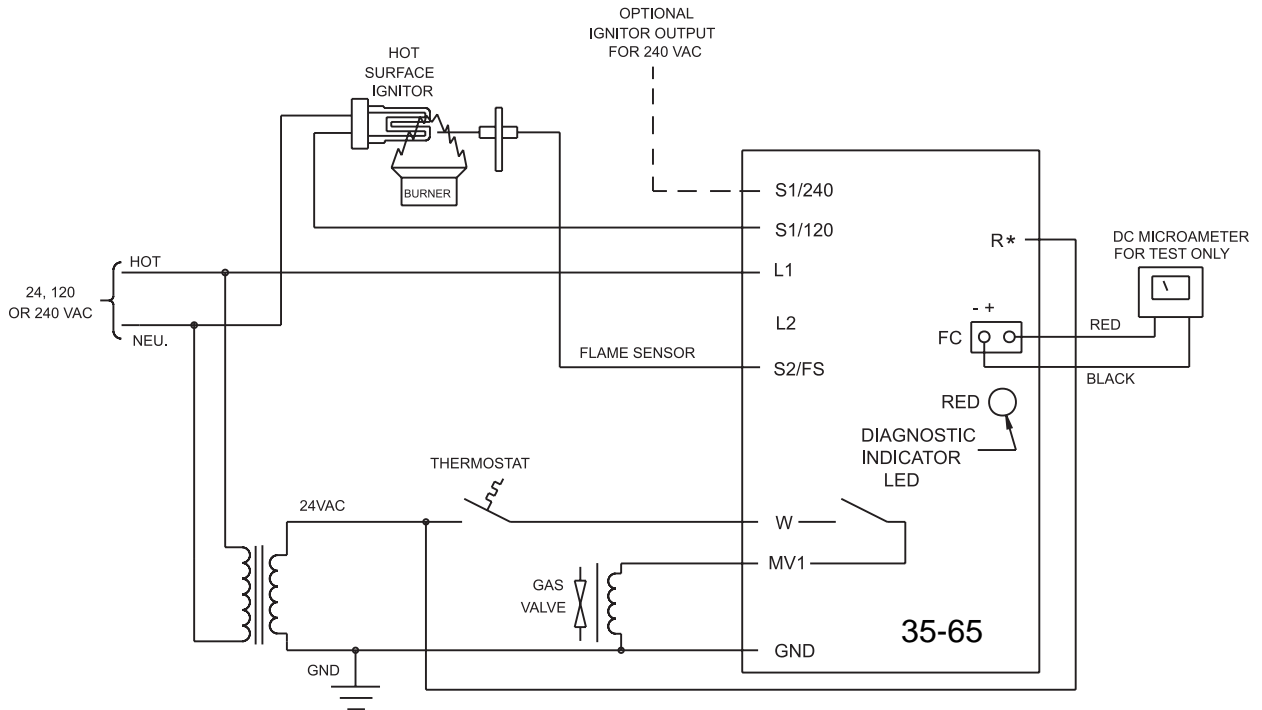 OPTIONAL
IGNITOR OUTPUT
FOR 240 VAC
HOT
SURFACE
IGNITOR
BURNER
S1/240
S1/120
R*
DC MICROAMETER
FOR TEST ONLY
HOT
L1
24, 120
OR 240 VAC
NEU.
L2
- +
FC
RED
FLAME SENSOR
S2/FS
BLACK
RED
DIAGNOSTIC
INDICATOR
LED
THERMOSTAT
24VAC
W
MV1
GAS
VALVE
35-65
GND
GND